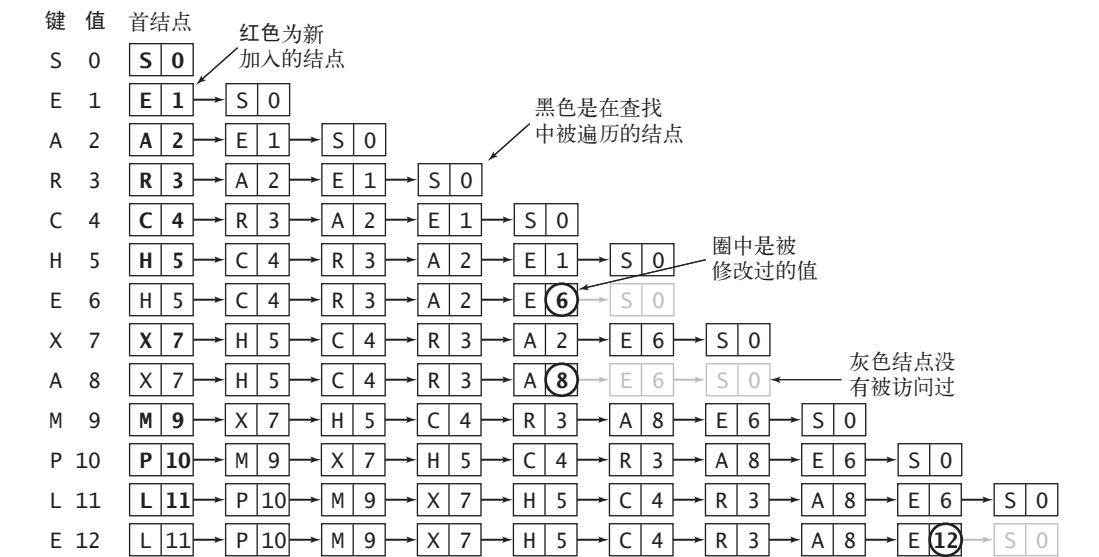 键 值 首结点
红色为新
加入的结点
S 0 S 0
E 1 E 1 S 0
黑色是在查找
中被遍历的结点
A 2 A 2 E 1 S 0
R 3 R 3 A 2 E 1 S 0
C 4 C 4 R 3 A 2 E 1 S 0
圈中是被
修改过的值
H 5 H 5 C 4 R 3 A 2 E 1 S 0
E 6 H 5 C 4 R 3 A 2 E 6 S 0
X 7 X 7 H 5 C 4 R 3 A 2 E 6 S 0
灰色结点没
有被访问过
A 8 X 7 H 5 C 4 R 3 A 8 E 6 S 0
M 9 M 9 X 7 H 5 C 4 R 3 A 8 E 6 S 0
P 10 P 10 M 9 X 7 H 5 C 4 R 3 A 8 E 6 S 0
L 11 L 11 P 10 M 9 X 7 H 5 C 4 R 3 A 8 E 6 S 0
E 12 L 11 P 10 M 9 X 7 H 5 C 4 R 3 A 8 E 12 S 0